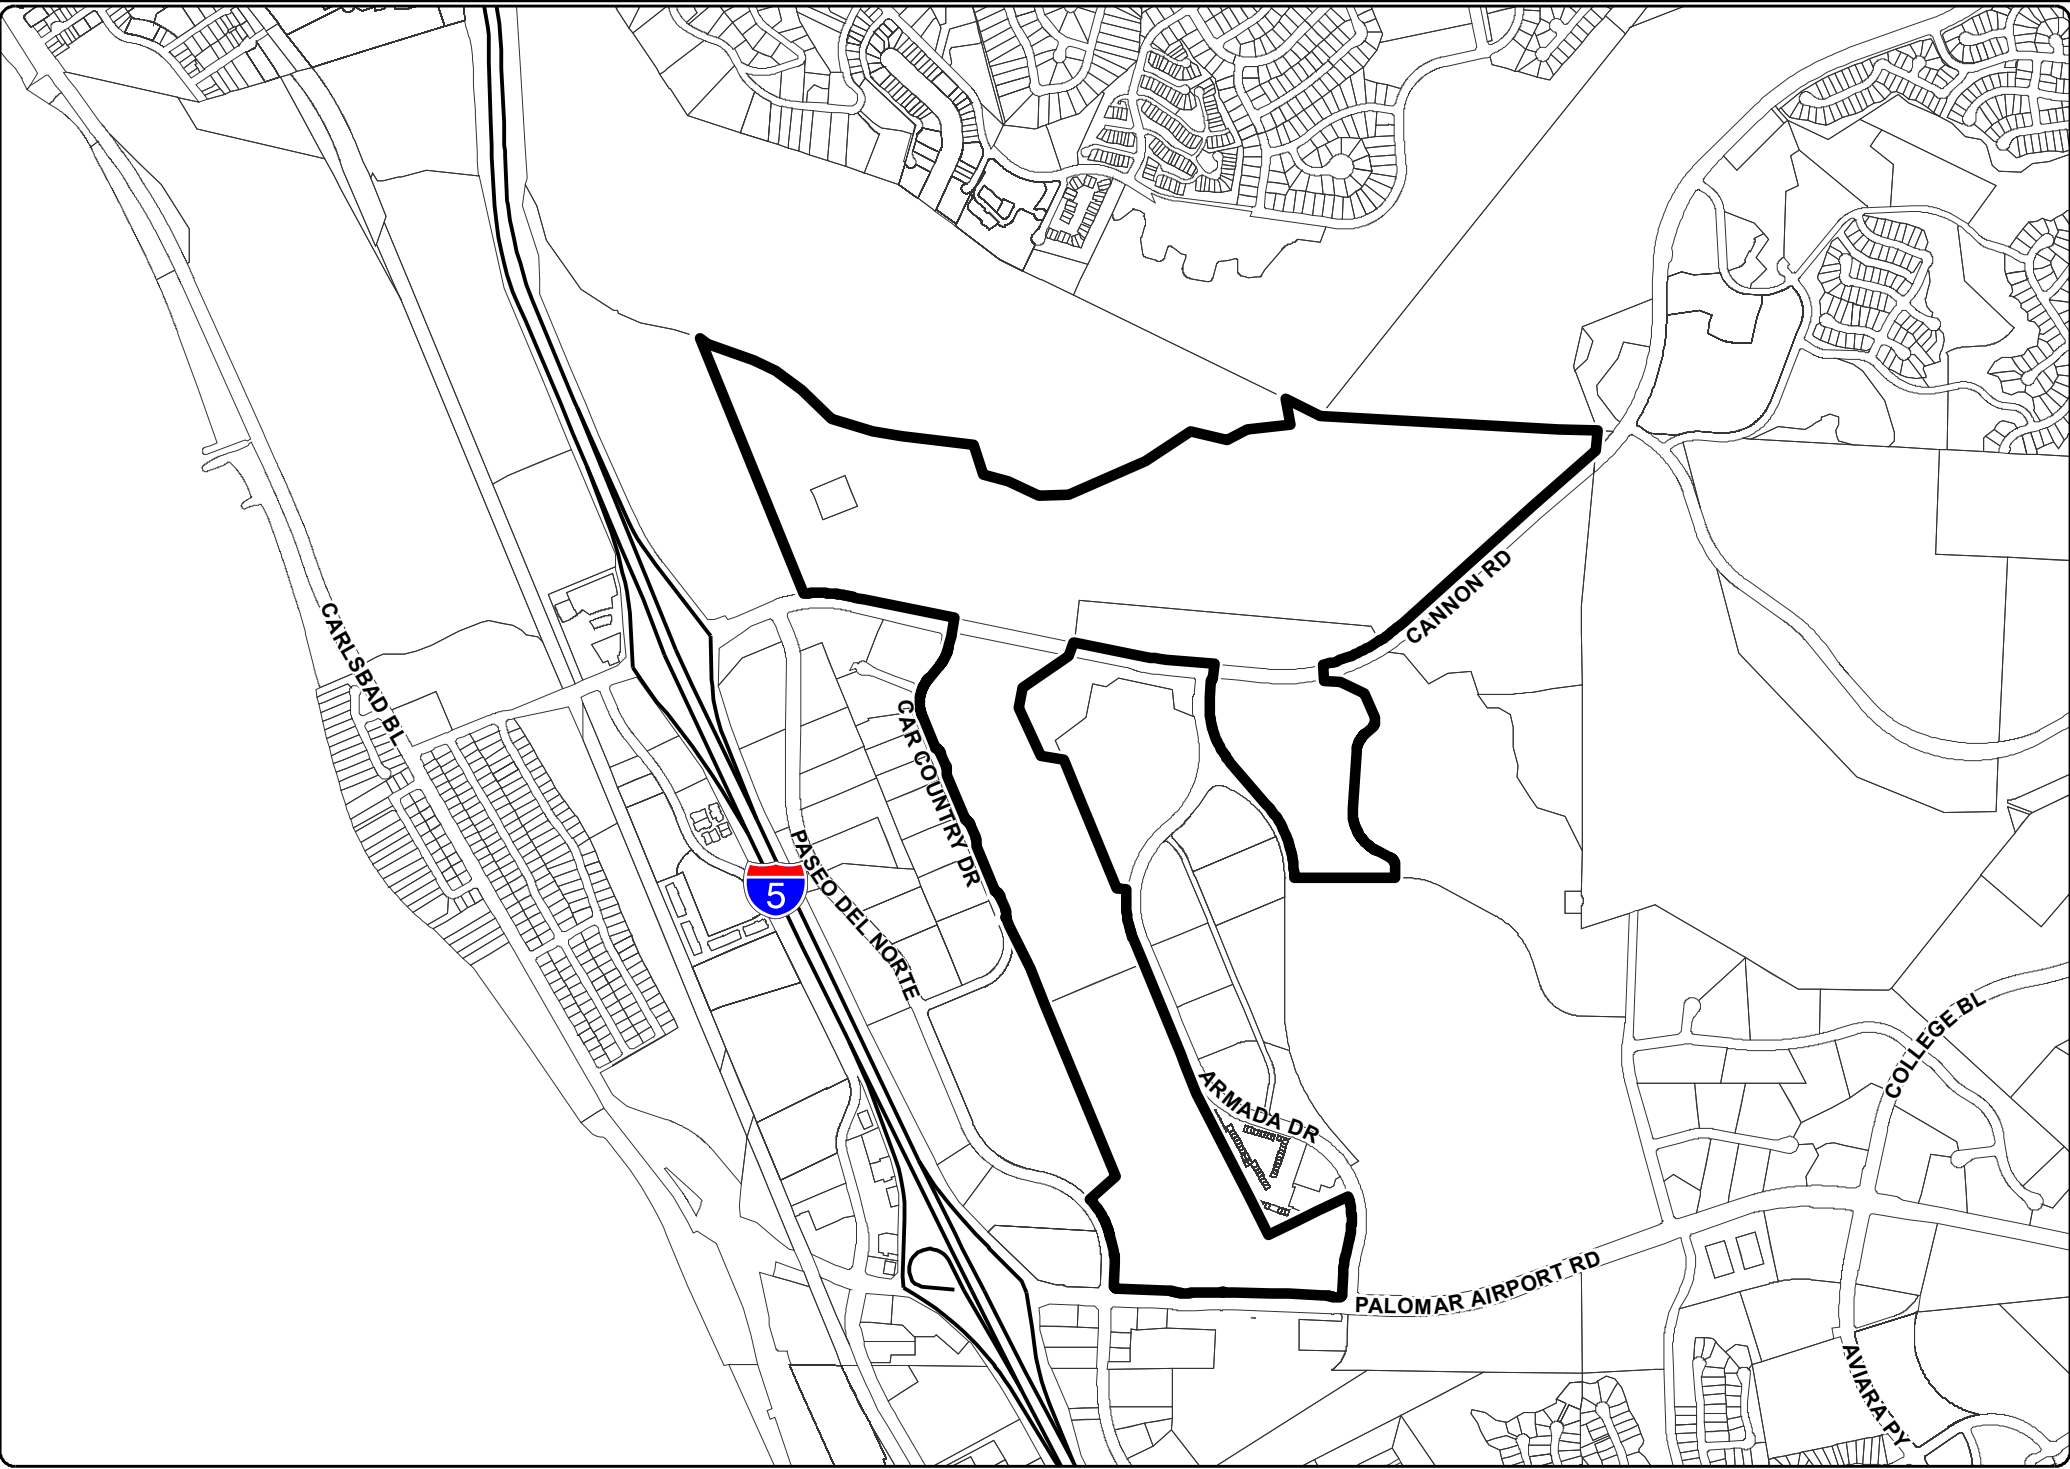 CANNON RD
CARLSBAD BL
CAR COUNTRY DR
PASEO DEL NORTE
5
COLLEGE BL
ARMADA DR
PALOMAR AIRPORT RD
AVIARA PY